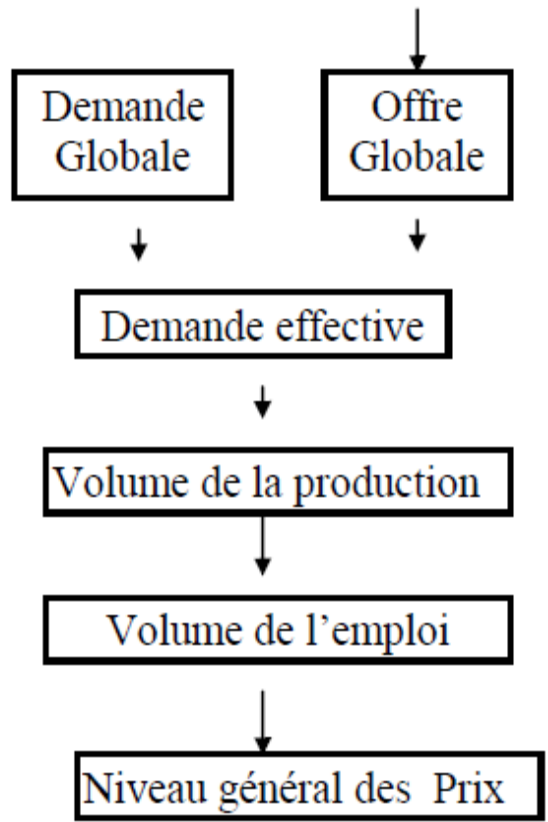 Demande
Globale
Offre
Globale
Demande effective
Volume de la production
Volume de l’emploi
Niveau général des Prix